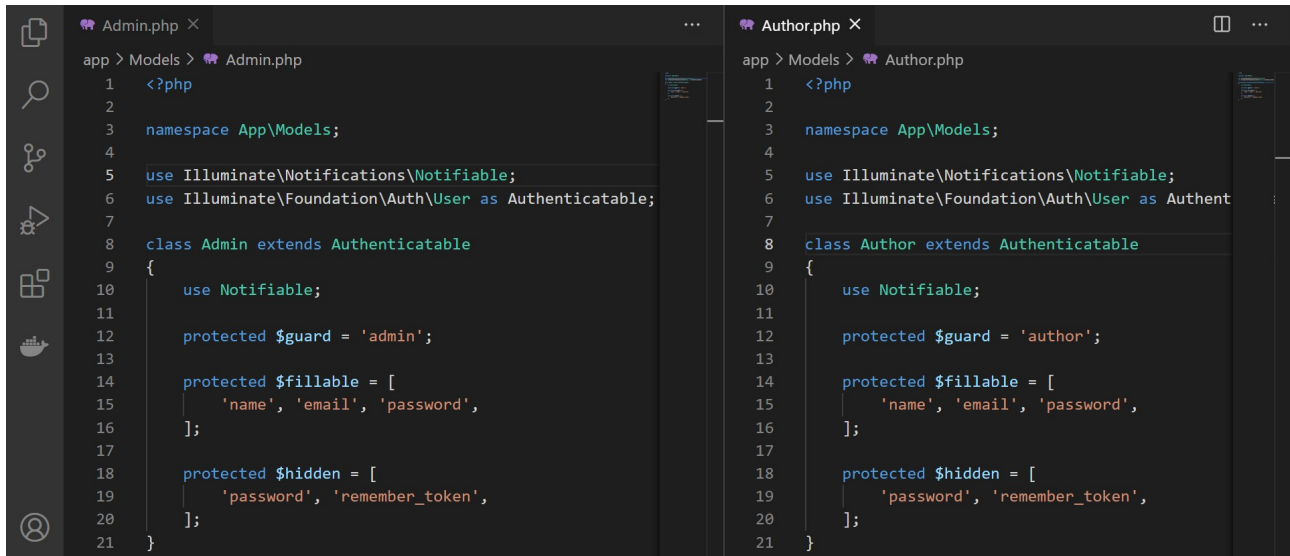 Admin.php
app > Models > Admin.php
1 <?php
2
3 namespace App\Models;
4
5 use Illuminate\Notifications\Notifiable;
6 use Illuminate\Foundation\Auth\User as Authenticatable;
7
8 class Admin extends Authenticatable
9 {
10 use Notifiable;
11
12 protected $guard = 'admin';
13
14 protected $fillable = [
15 'name', 'email', 'password',
16 ];
17
18 protected $hidden = [
19 'password', 'remember_token',
20 ];
21 }
Author.php
app > Models > Author.php
1 <?php
2
3 namespace App\Models;
4
5 use Illuminate\Notifications\Notifiable;
6 use Illuminate\Foundation\Auth\User as Authent
7
8 class Author extends Authenticatable
9 {
10 use Notifiable;
11
12 protected $guard = 'author';
13
14 protected $fillable = [
15 'name', 'email', 'password',
16 ];
17
18 protected $hidden = [
19 'password', 'remember_token',
20 ];
21 }